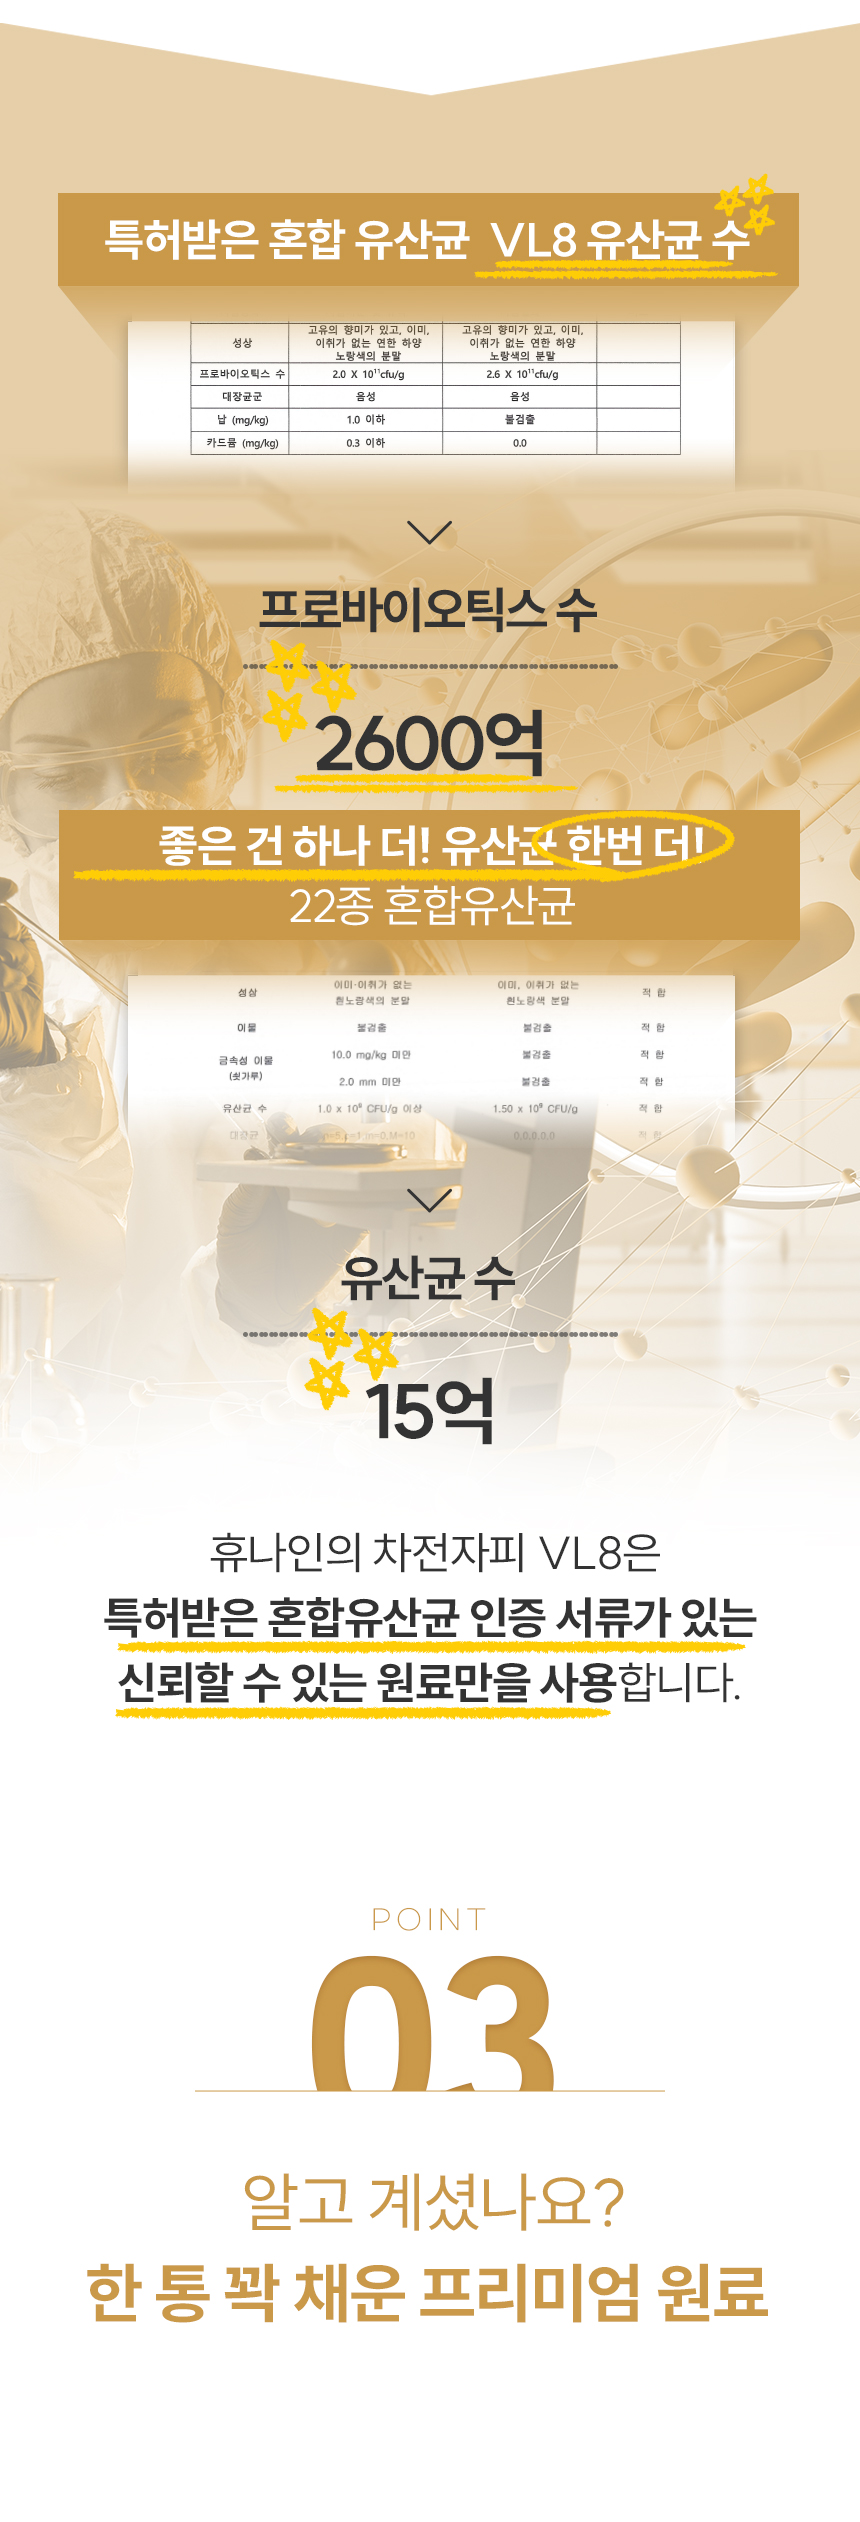 특허받은 혼합 유산균 VL8 유산균 수
성상 고유의 향미가 있고, 이미, 이취가 없는 연한 하양 노랑색의 분말 고유의 향미가 있고, 이미, 이취가 없는 연한 하양 노랑색의 분말
프로바이오틱스 수 2.0 X 10¹¹cfu/g 2.6 X 10¹¹cfu/g
대장균군 음성 음성
납 (mg/kg) 1.0 이하 불검출
카드뮴 (mg/kg) 0.3 이하 0.0
프로바이오틱스 수
2600억
좋은 건 하나 더! 유산균 한번 더!
22종 혼합유산균
성상 이미·이취가 없는 흰노랑색의 분말 이미, 이취가 없는 흰노랑색 분말 적 합
이물 불검출 불검출 적 합
금속성 이물 (쇳가루) 10.0 mg/kg 미만 불검출 적 합
2.0 mm 미만 불검출 적 합
유산균 수 1.0 x 10⁹ CFU/g 이상 1.50 x 10⁹ CFU/g 적 합
대장균 0,0,0,0,0 적 합
유산균 수
15억
휴나인의 차전자피 VL8은
특허받은 혼합유산균 인증 서류가 있는
신뢰할 수 있는 원료만을 사용합니다.
POINT
03
알고 계셨나요?
한 통 꽉 채운 프리미엄 원료